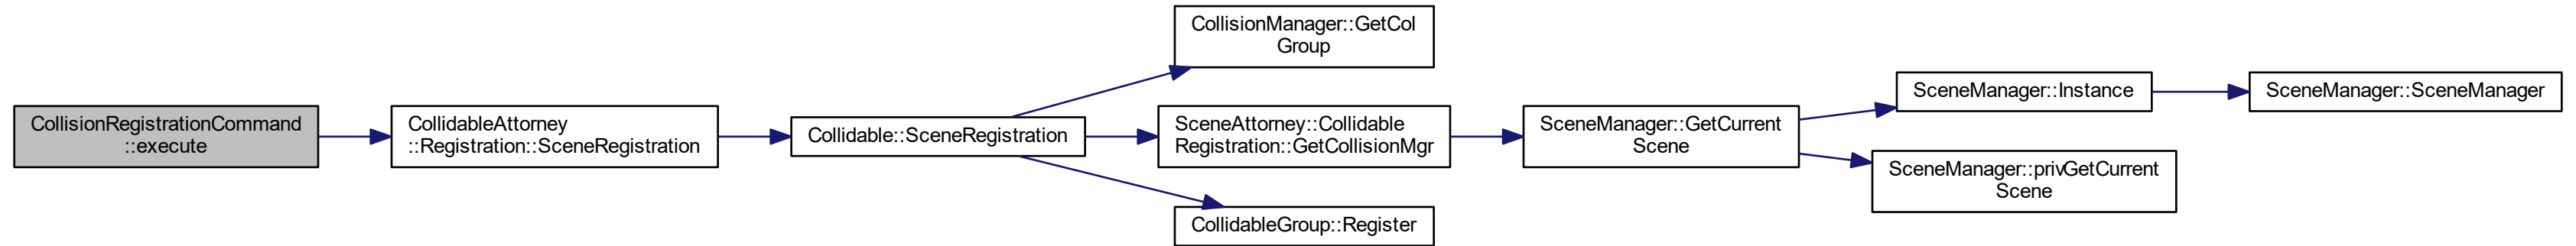 CollisionRegistrationCommand
::execute
CollidableAttorney
::Registration::SceneRegistration
Collidable::SceneRegistration
CollisionManager::GetCol
Group
SceneAttorney::Collidable
Registration::GetCollisionMgr
CollidableGroup::Register
SceneManager::GetCurrent
Scene
SceneManager::Instance
SceneManager::privGetCurrent
Scene
SceneManager::SceneManager